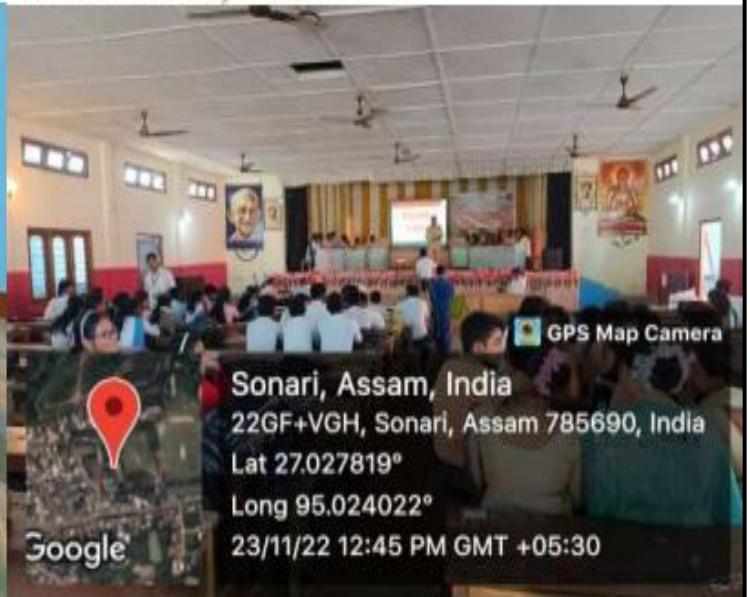 GPS Map Camera
Sonari, Assam, India
22GF+VGH, Sonari, Assam 785690, India
Lat 27.027819°
Long 95.024022°
23/11/22 12:45 PM GMT +05:30
Google